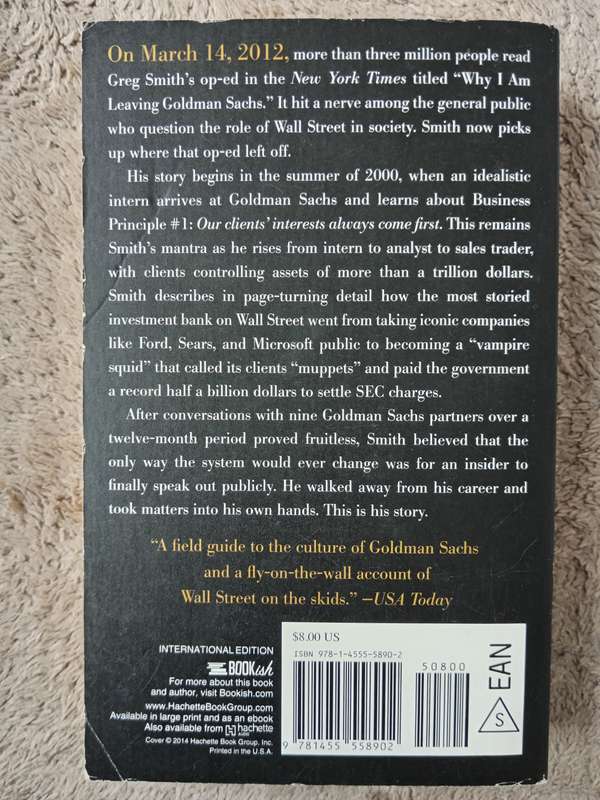 On March 14, 2012, more than three million people read
Greg Smith's op-ed in the New York Times titled “Why I Am
Leaving Goldman Sachs.” It hit a nerve among the general public
who question the role of Wall Street in society. Smith now picks
up where that op-ed left off.
His story begins in the summer of 2000, when an idealistic
intern arrives at Goldman Sachs and learns about Business
Principle #1: Our clients' interests always come first. This remains
Smith's mantra as he rises from intern to analyst to sales trader,
with clients controlling assets of more than a trillion dollars.
Smith describes in page-turning detail how the most storied
investment bank on Wall Street went from taking iconic companies
like Ford, Sears, and Microsoft public to becoming a “vampire
squid” that called its clients “muppets” and paid the government
a record half a billion dollars to settle SEC charges.
After conversations with nine Goldman Sachs partners over a
twelve-month period proved fruitless, Smith believed that the
only way the system would ever change was for an insider to
finally speak out publicly. He walked away from his career and
took matters into his own hands. This is his story.
“A field guide to the culture of Goldman Sachs
and a fly-on-the-wall account of
Wall Street on the skids.” —USA Today
INTERNATIONAL EDITION
BOOKish
For more about this book
and author, visit Bookish.com
www.HachetteBookGroup.com
Available in large print and as an ebook
Also available from hachette AUDIO
Cover © 2014 Hachette Book Group, Inc.
Printed in the U.S.A.
$8.00 US
ISBN 978-1-4555-5890-2
50800
9 781455 558902
S EAN